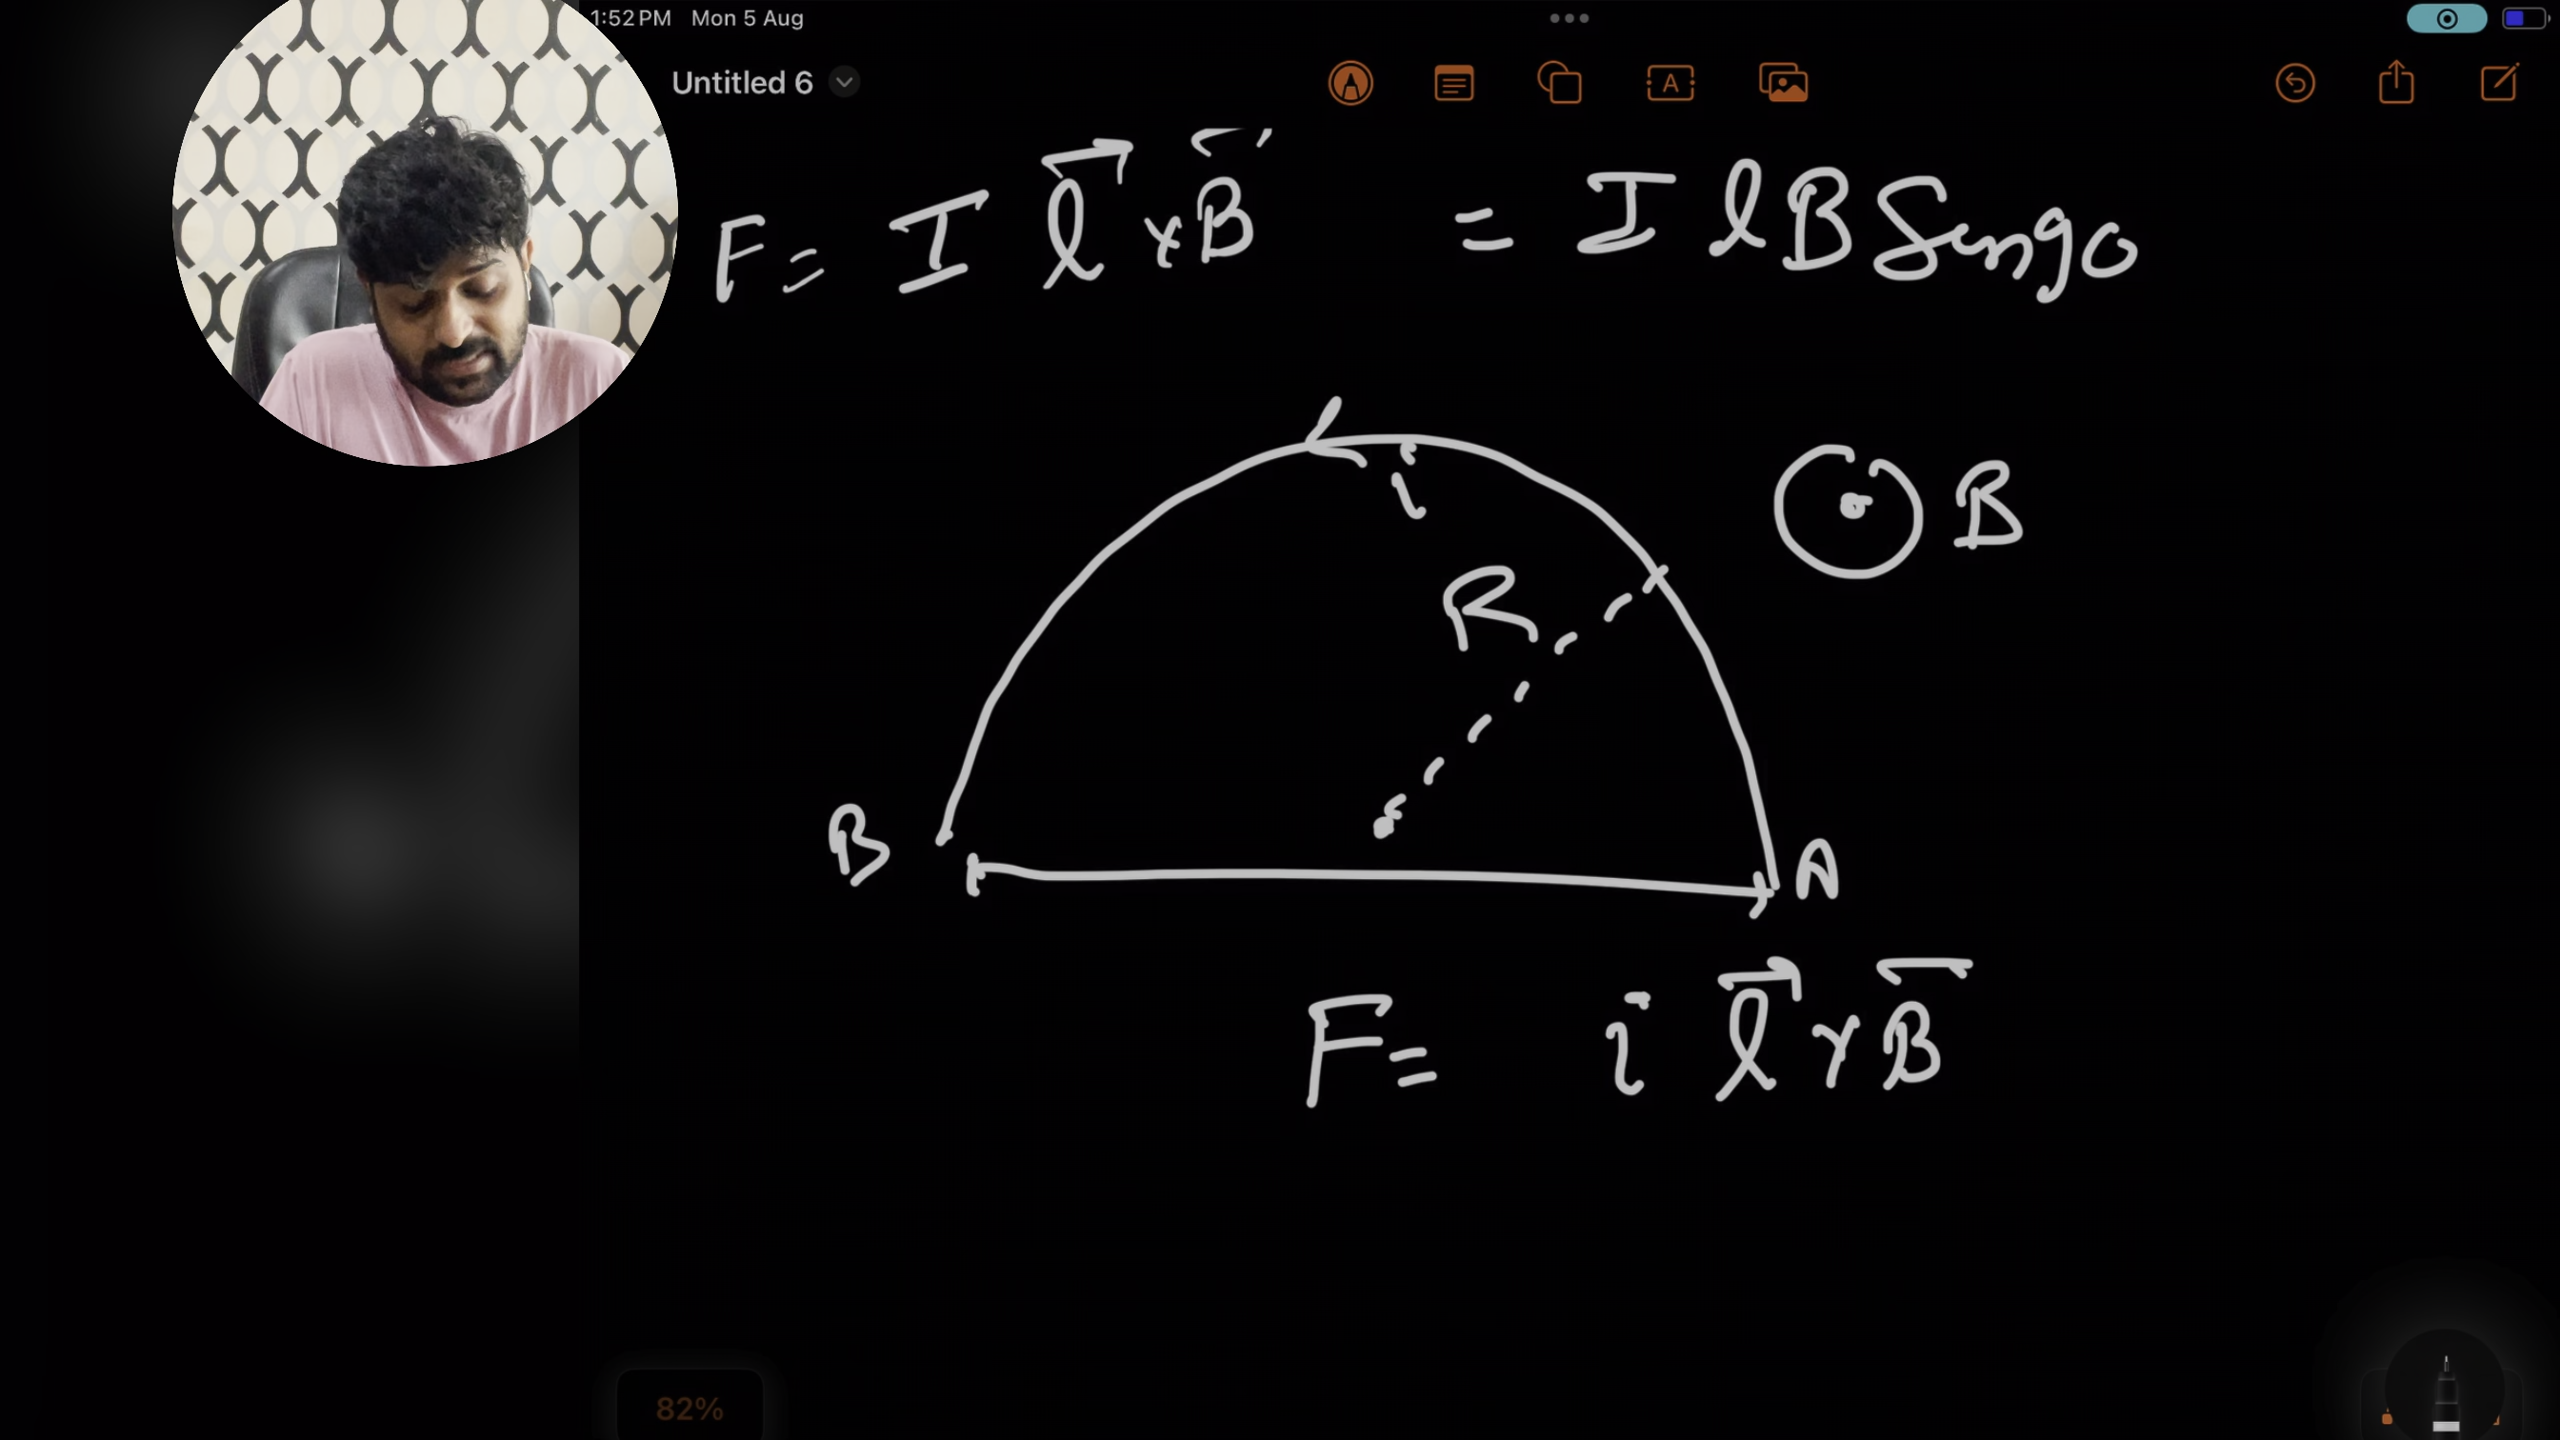 1:52 PM Mon 5 Aug
Untitled 6
F = I l⃗ × B⃗ = I l B Sin90
i
B
R
B
A
F = i l⃗ × B⃗
82%